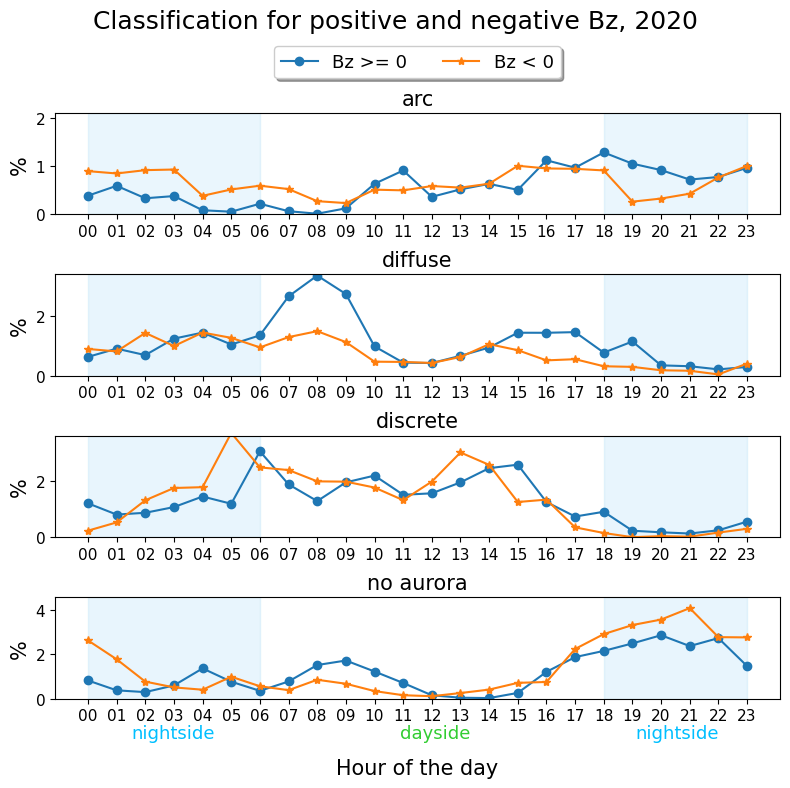 Classification for positive and negative Bz, 2020
Bz >= 0 Bz < 0
arc
2
1
0
%
00 01 02 03 04 05 06 07 08 09 10 11 12 13 14 15 16 17 18 19 20 21 22 23
diffuse
2
0
%
00 01 02 03 04 05 06 07 08 09 10 11 12 13 14 15 16 17 18 19 20 21 22 23
discrete
2
0
%
00 01 02 03 04 05 06 07 08 09 10 11 12 13 14 15 16 17 18 19 20 21 22 23
no aurora
4
2
0
%
00 01 02 03 04 05 06 07 08 09 10 11 12 13 14 15 16 17 18 19 20 21 22 23
nightside dayside nightside
Hour of the day